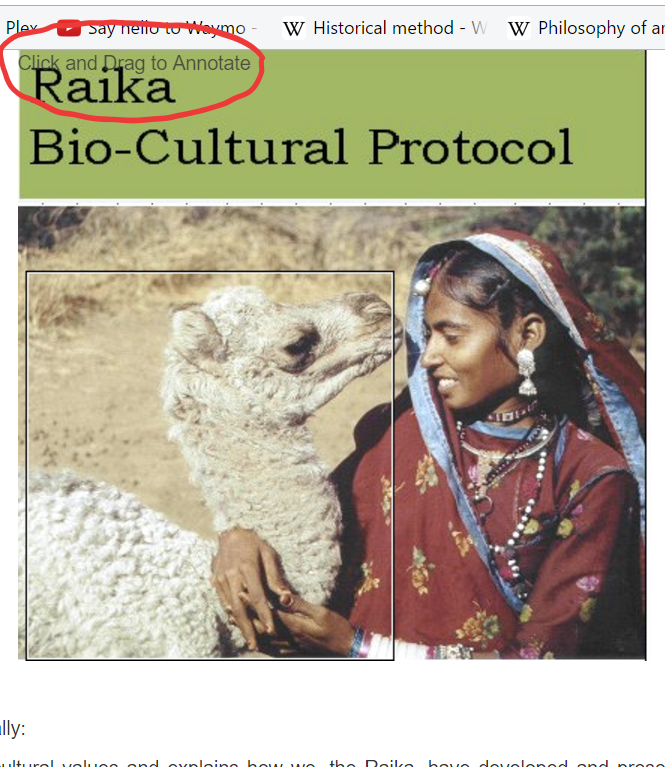 Plex Say hello to Waymo - Historical method - W Philosophy of ar
Click and Drag to Annotate
Raika
Bio-Cultural Protocol
ally:
cultural values and explains how we, the Raika, have developed and prese